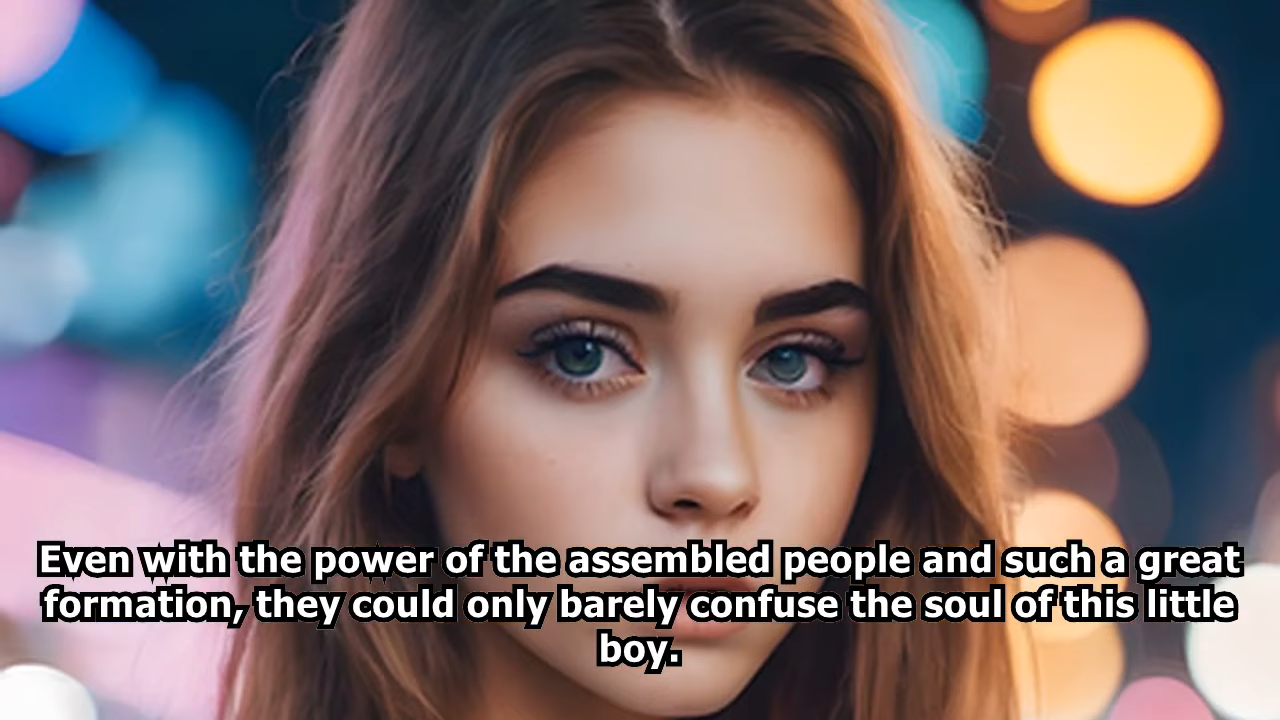 Even with the power of the assembled people and such a great
formation, they could only barely confuse the soul of this little
boy.